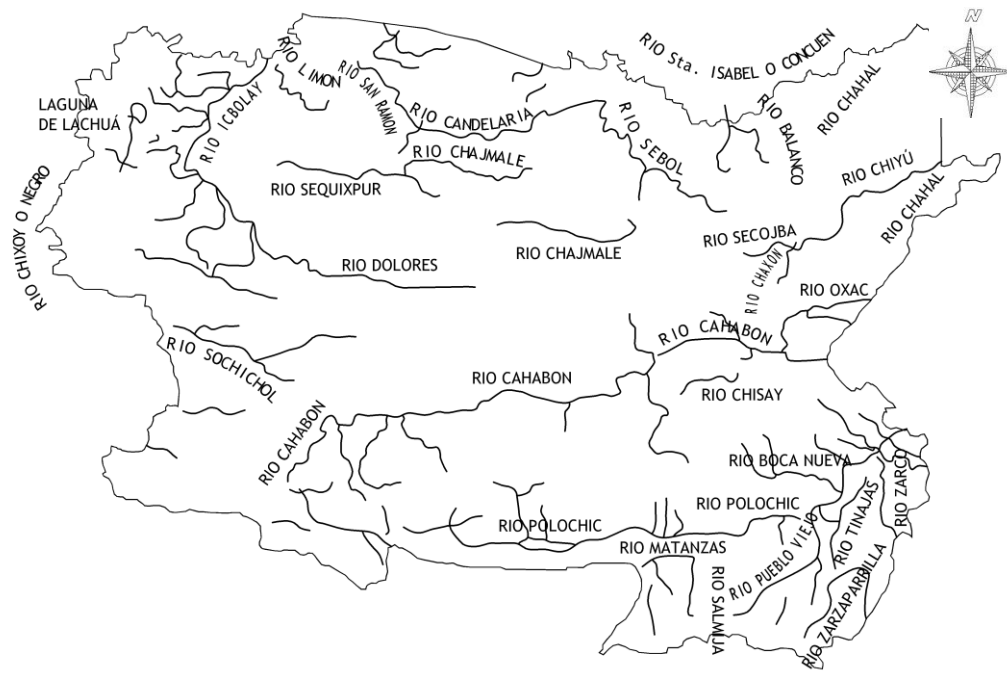 N
RIO Sta. ISABEL O CONCUEN
RIO LIMON
RIO SAN RAMON
RIO CHAHAL
LAGUNA
DE LACHUÁ
RIO ICBOLAY
RIO CANDELARIA
RIO BALANCO
RIO SEBOL
RIO CHAJMALE
RIO CHIYÚ
RIO SEQUIXPUR
RIO CHIXOY O NEGRO
RIO CHAHAL
RIO SECOJBA
RIO CHAJMALE
RIO DOLORES
RIO CHAXON
RIO OXAC
RIO CAHABON
RIO SOCHICHOL
RIO CAHABON
RIO CHISAY
RIO CAHABON
RIO BOCA NUEVA
RIO ZARCO
RIO POLOCHIC
RIO TINAJAS
RIO POLOCHIC
RIO MATANZAS
RIO PUEBLO VIEJO
RIO SALMIJA
RIO ZARZAPARRILLA